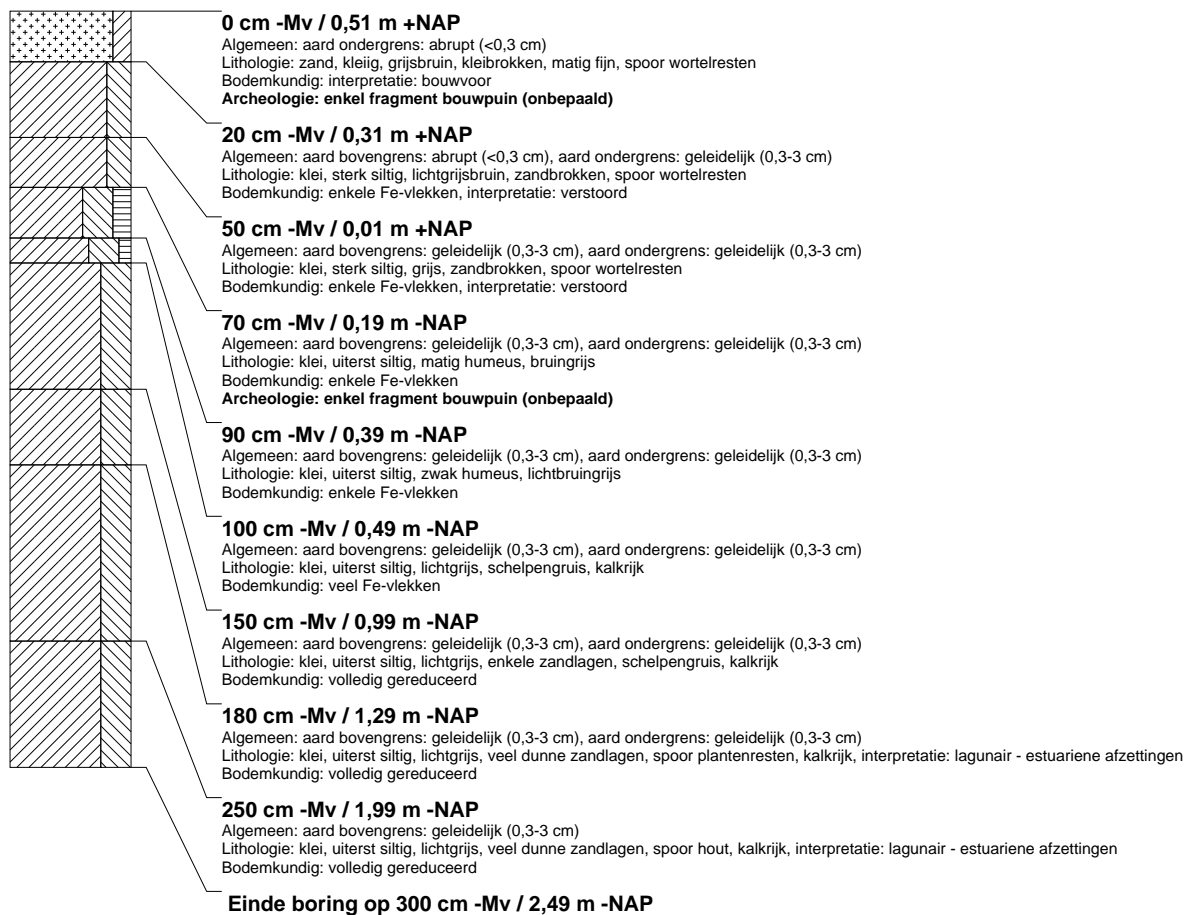 0 cm -Mv / 0,51 m +NAP
Algemeen: aard ondergrens: abrupt (<0,3 cm)
Lithologie: zand, kleiig, grijsbruin, kleibrokken, matig fijn, spoor wortelresten
Bodemkundig: interpretatie: bouwvoor
Archeologie: enkel fragment bouwpuin (onbepaald)
20 cm -Mv / 0,31 m +NAP
Algemeen: aard bovengrens: abrupt (<0,3 cm), aard ondergrens: geleidelijk (0,3-3 cm)
Lithologie: klei, sterk siltig, lichtgrijsbruin, zandbrokken, spoor wortelresten
Bodemkundig: enkele Fe-vlekken, interpretatie: verstoord
50 cm -Mv / 0,01 m +NAP
Algemeen: aard bovengrens: geleidelijk (0,3-3 cm), aard ondergrens: geleidelijk (0,3-3 cm)
Lithologie: klei, sterk siltig, grijs, zandbrokken, spoor wortelresten
Bodemkundig: enkele Fe-vlekken, interpretatie: verstoord
70 cm -Mv / 0,19 m -NAP
Algemeen: aard bovengrens: geleidelijk (0,3-3 cm), aard ondergrens: geleidelijk (0,3-3 cm)
Lithologie: klei, uiterst siltig, matig humeus, bruingrijs
Bodemkundig: enkele Fe-vlekken
Archeologie: enkel fragment bouwpuin (onbepaald)
90 cm -Mv / 0,39 m -NAP
Algemeen: aard bovengrens: geleidelijk (0,3-3 cm), aard ondergrens: geleidelijk (0,3-3 cm)
Lithologie: klei, uiterst siltig, zwak humeus, lichtbruingrijs
Bodemkundig: enkele Fe-vlekken
100 cm -Mv / 0,49 m -NAP
Algemeen: aard bovengrens: geleidelijk (0,3-3 cm), aard ondergrens: geleidelijk (0,3-3 cm)
Lithologie: klei, uiterst siltig, lichtgrijs, schelpengruis, kalkrijk
Bodemkundig: veel Fe-vlekken
150 cm -Mv / 0,99 m -NAP
Algemeen: aard bovengrens: geleidelijk (0,3-3 cm), aard ondergrens: geleidelijk (0,3-3 cm)
Lithologie: klei, uiterst siltig, lichtgrijs, enkele zandlagen, schelpengruis, kalkrijk
Bodemkundig: volledig gereduceerd
180 cm -Mv / 1,29 m -NAP
Algemeen: aard bovengrens: geleidelijk (0,3-3 cm), aard ondergrens: geleidelijk (0,3-3 cm)
Lithologie: klei, uiterst siltig, lichtgrijs, veel dunne zandlagen, spoor plantenresten, kalkrijk, interpretatie: lagunair - estuariene afzettingen
Bodemkundig: volledig gereduceerd
250 cm -Mv / 1,99 m -NAP
Algemeen: aard bovengrens: geleidelijk (0,3-3 cm)
Lithologie: klei, uiterst siltig, lichtgrijs, veel dunne zandlagen, spoor hout, kalkrijk, interpretatie: lagunair - estuariene afzettingen
Bodemkundig: volledig gereduceerd
Einde boring op 300 cm -Mv / 2,49 m -NAP